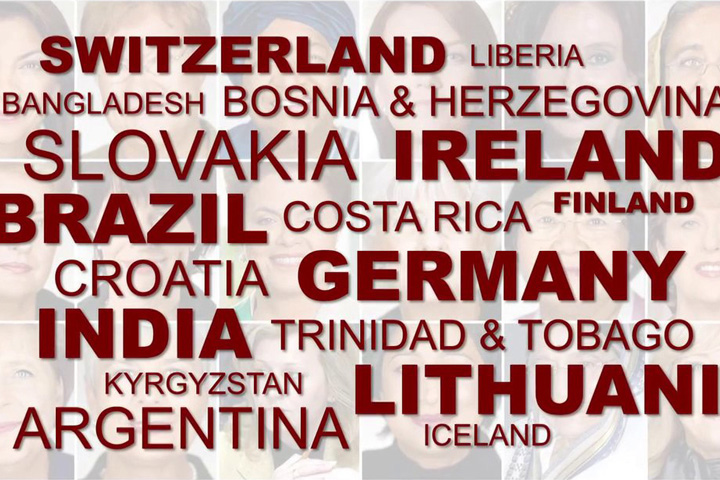 SWITZERLAND LIBERIA
BANGLADESH BOSNIA & HERZEGOVINA
SLOVAKIA IRELAND
BRAZIL COSTA RICA FINLAND
CROATIA GERMANY
INDIA TRINIDAD & TOBAGO
KYRGYZSTAN LITHUANI
ARGENTINA ICELAND